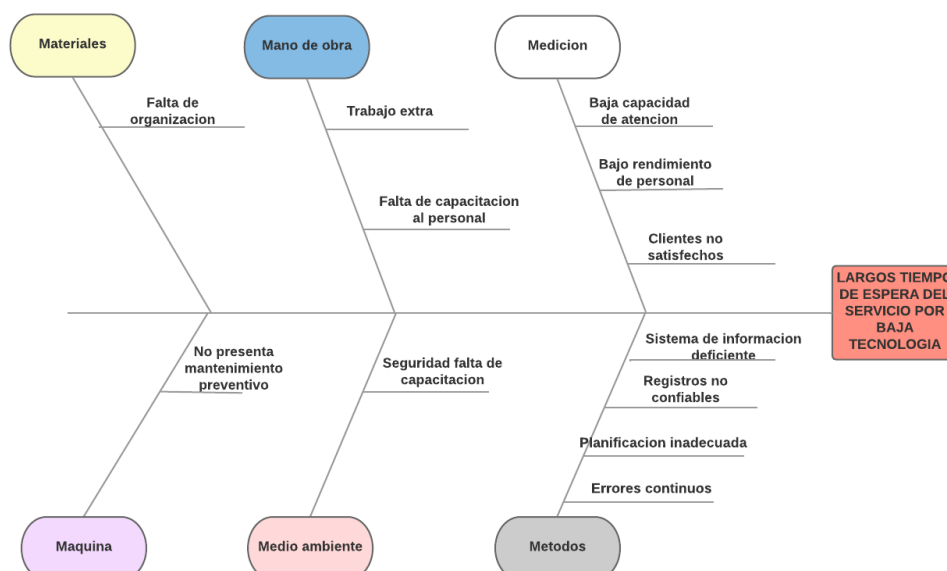 Materiales
Mano de obra
Medicion
Falta de
organizacion
Trabajo extra
Falta de capacitacion
al personal
Baja capacidad
de atencion
Bajo rendimiento
de personal
Clientes no
satisfechos
LARGOS TIEMPO
DE ESPERA DEL
SERVICIO POR
BAJA
TECNOLOGIA
No presenta
mantenimiento
preventivo
Seguridad falta de
capacitacion
Sistema de informacion
deficiente
Registros no
confiables
Planificacion inadecuada
Errores continuos
Maquina
Medio ambiente
Metodos